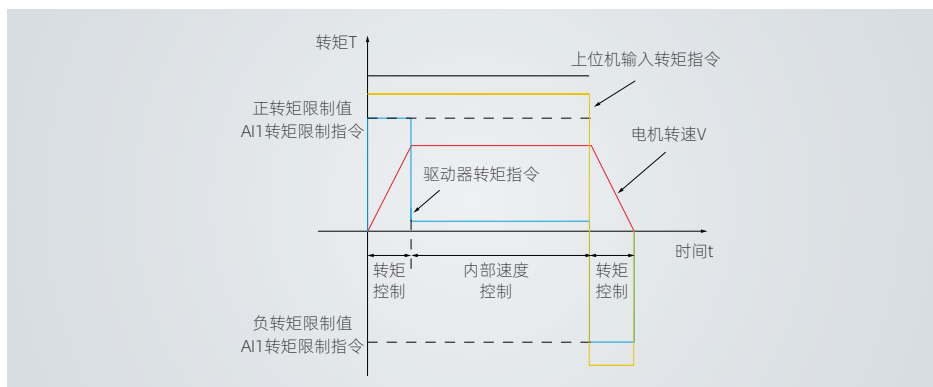 转矩T
上位机输入转矩指令
正转矩限制值
AI1转矩限制指令
电机转速V
驱动器转矩指令
时间t
转矩
控制
内部速度
控制
转矩
控制
负转矩限制值
AI1转矩限制指令